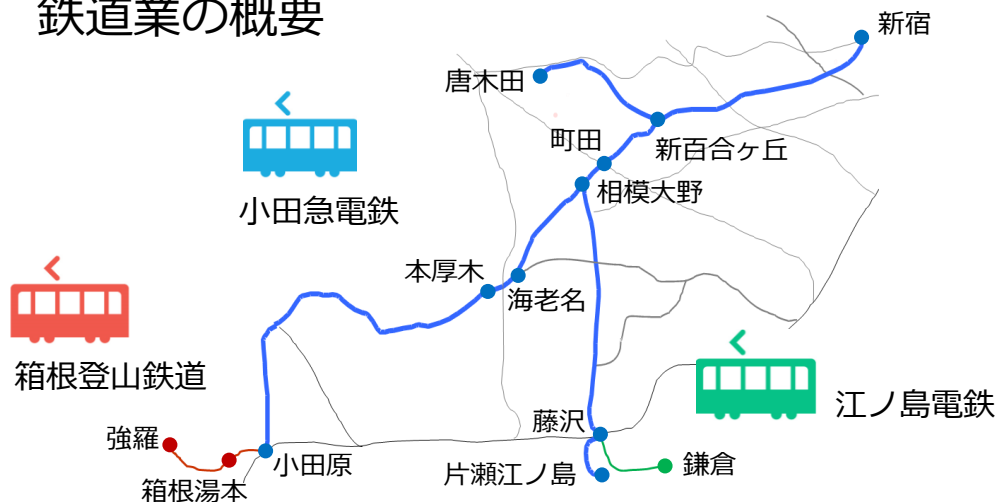 鉄道業の概要
新宿
唐木田
町田
新百合ヶ丘
相模大野
小田急電鉄
本厚木
海老名
箱根登山鉄道
江ノ島電鉄
藤沢
強羅
小田原
片瀬江ノ島
鎌倉
箱根湯本